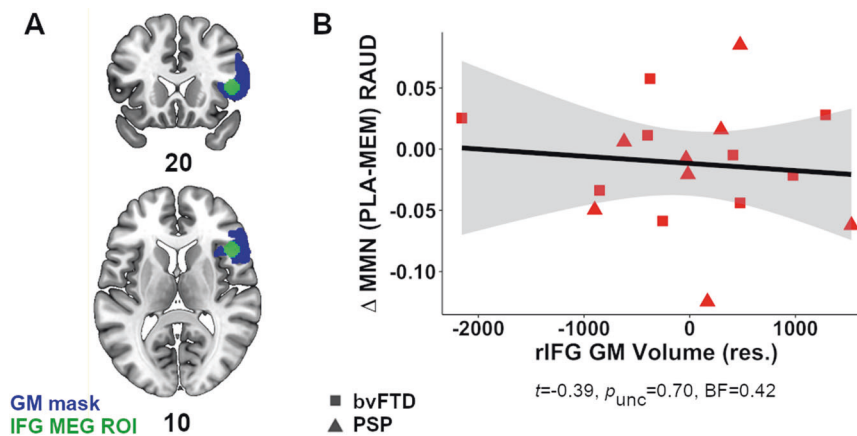 A
20
10
GM mask
IFG MEG ROI
B
Δ MMN (PLA-MEM) RAUD
0.05
0.00
-0.05
-0.10
-2000 -1000 0 1000
rIFG GM Volume (res.)
bvFTD
PSP
t=-0.39, punc=0.70, BF=0.42